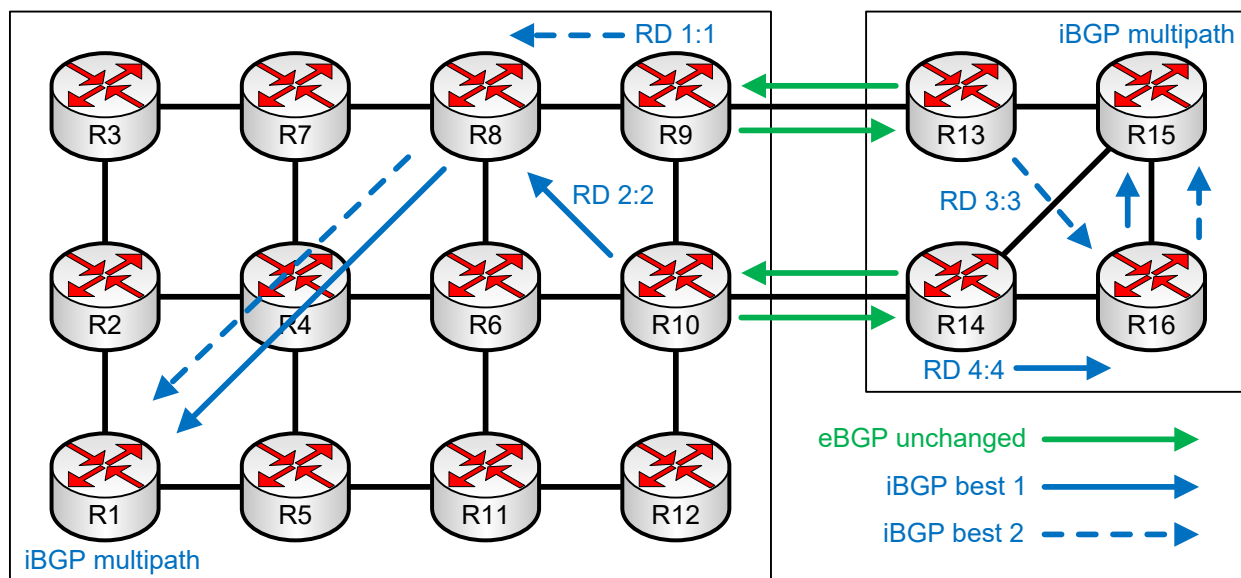 RD 1:1
iBGP multipath
R3
R7
R8
R9
R13
R15
RD 2:2
RD 3:3
R2
R4
R6
R10
R14
R16
RD 4:4
eBGP unchanged
iBGP best 1
iBGP best 2
R1
R5
R11
R12
iBGP multipath